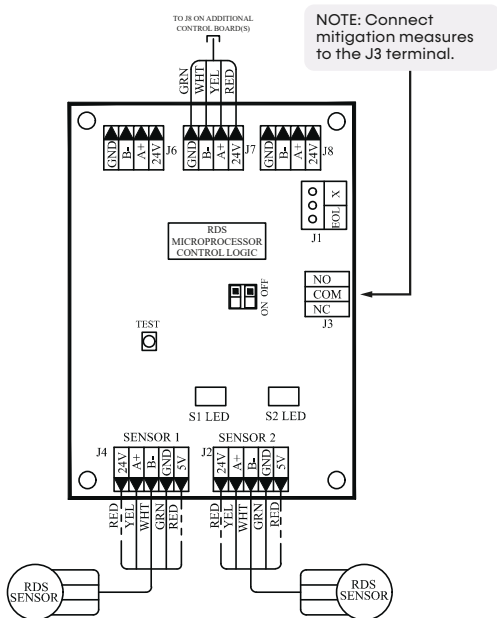 TO J8 ON ADDITIONAL
CONTROL BOARD(S)
NOTE: Connect
mitigation measures
to the J3 terminal.
GRN
WHT
YEL
RED
GND
B-
A+
24V
J6
GND
B-
A+
24V
J7
GND
B-
A+
24V
J8
X
EOL
J1
RDS
MICROPROCESSOR
CONTROL LOGIC
ON OFF
NO
COM
NC
J3
TEST
S1 LED
S2 LED
SENSOR 1
SENSOR 2
J4
24V
A+
B-
GND
5V
J2
24V
A+
B-
GND
5V
RED
YEL
WHT
GRN
RED
RED
YEL
WHT
GRN
RED
RDS
SENSOR
RDS
SENSOR